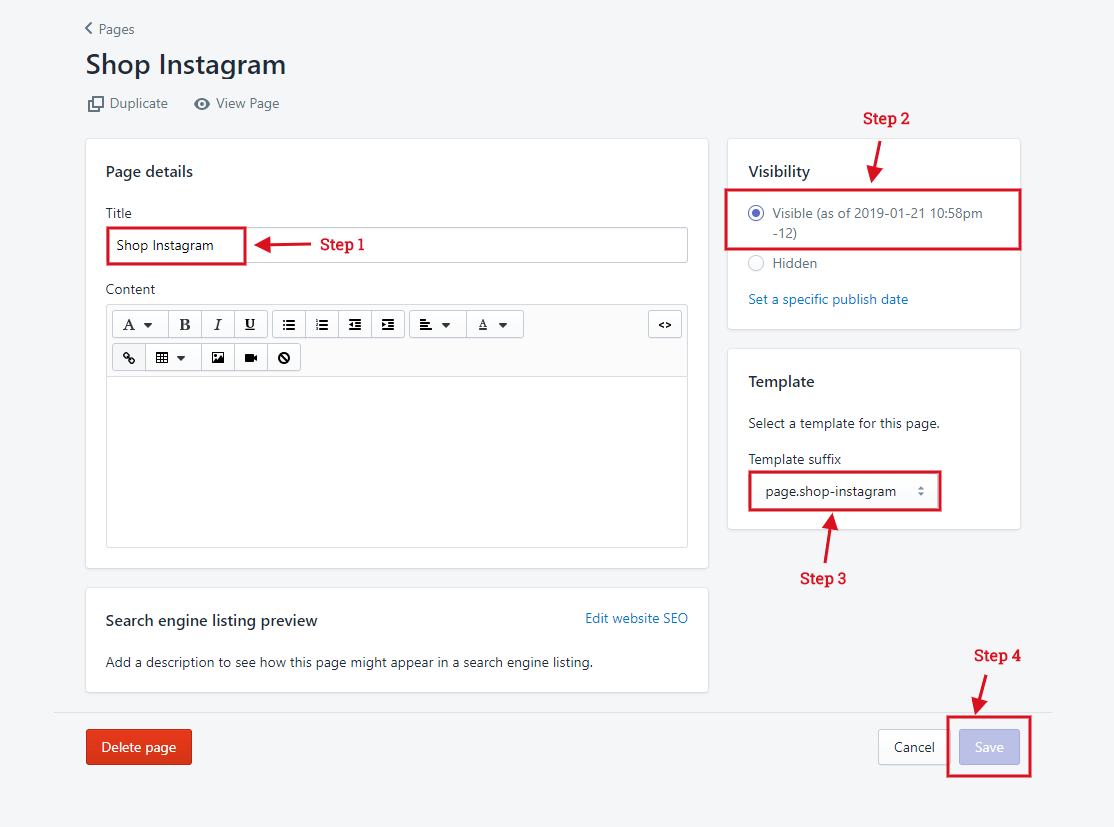 Pages
Shop Instagram
Duplicate View Page
Step 2
Page details
Title
Shop Instagram
Step 1
Content
A B I U A <>
Search engine listing preview
Edit website SEO
Add a description to see how this page might appear in a search engine listing.
Visibility
Visible (as of 2019-01-21 10:58pm
-12)
Hidden
Set a specific publish date
Template
Select a template for this page.
Template suffix
page.shop-instagram
Step 3
Step 4
Delete page
Cancel
Save